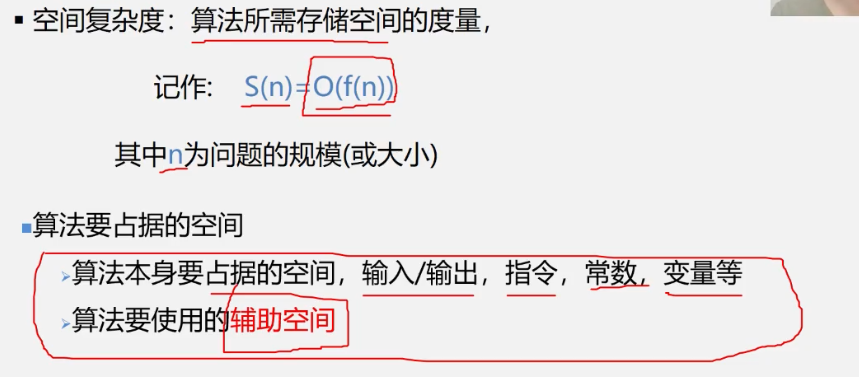 ▪ 空间复杂度：算法所需存储空间的度量，
记作： S(n)=O(f(n))
其中n为问题的规模(或大小)
■算法要占据的空间
➢算法本身要占据的空间，输入/输出，指令，常数，变量等
➢算法要使用的辅助空间